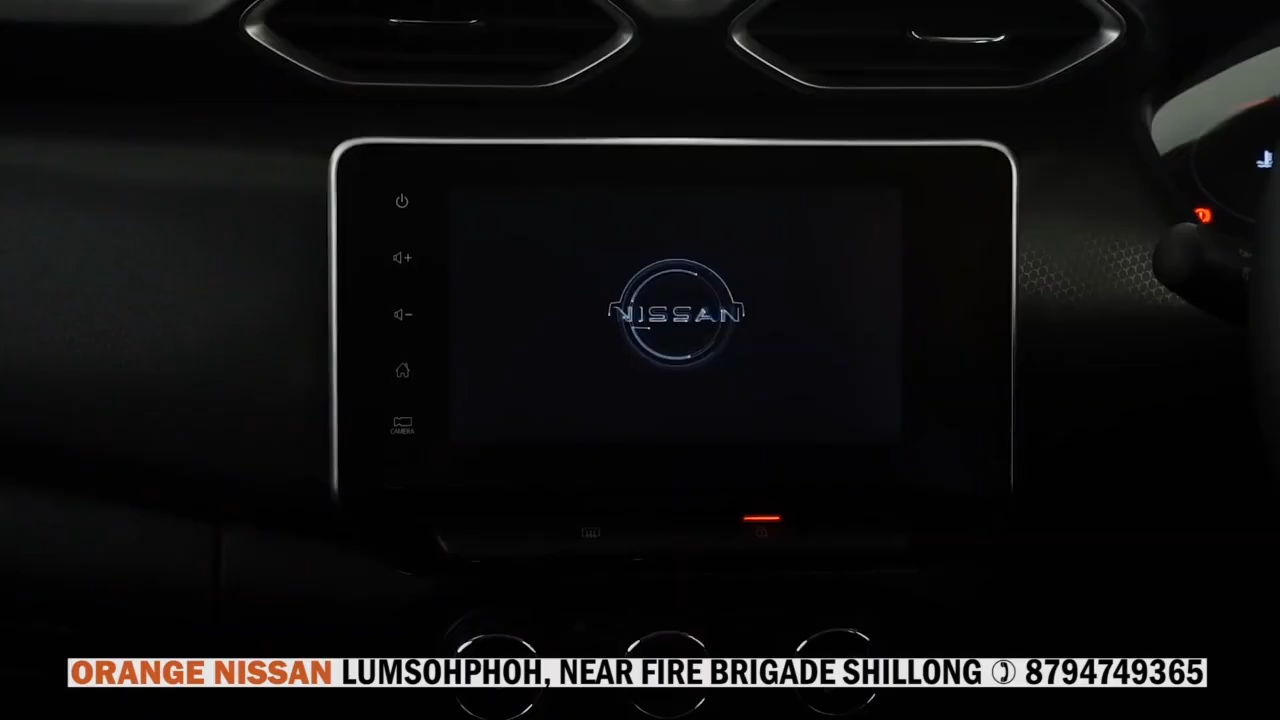 NISSAN
CAMERA
ORANGE NISSAN LUMSOHPHOH, NEAR FIRE BRIGADE SHILLONG ✆ 8794749365